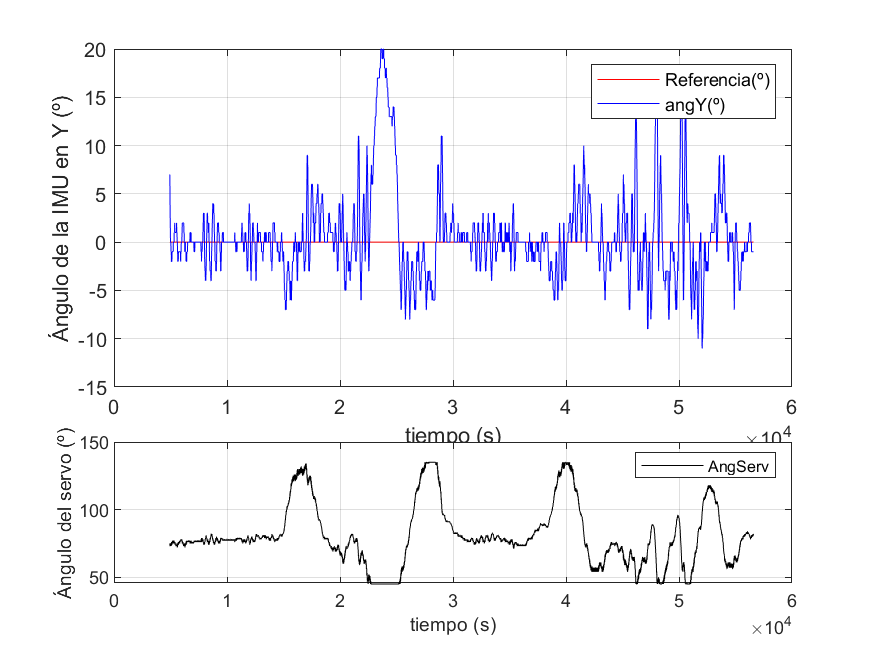 Ángulo de la IMU en Y (º)
20
15
10
5
0
-5
-10
-15
Referencia(º)
angY(º)
0 1 2 3 4 5 6
tiempo (s)
×10^4
Ángulo del servo (º)
150
100
50
AngServ
0 1 2 3 4 5 6
tiempo (s)
×10^4